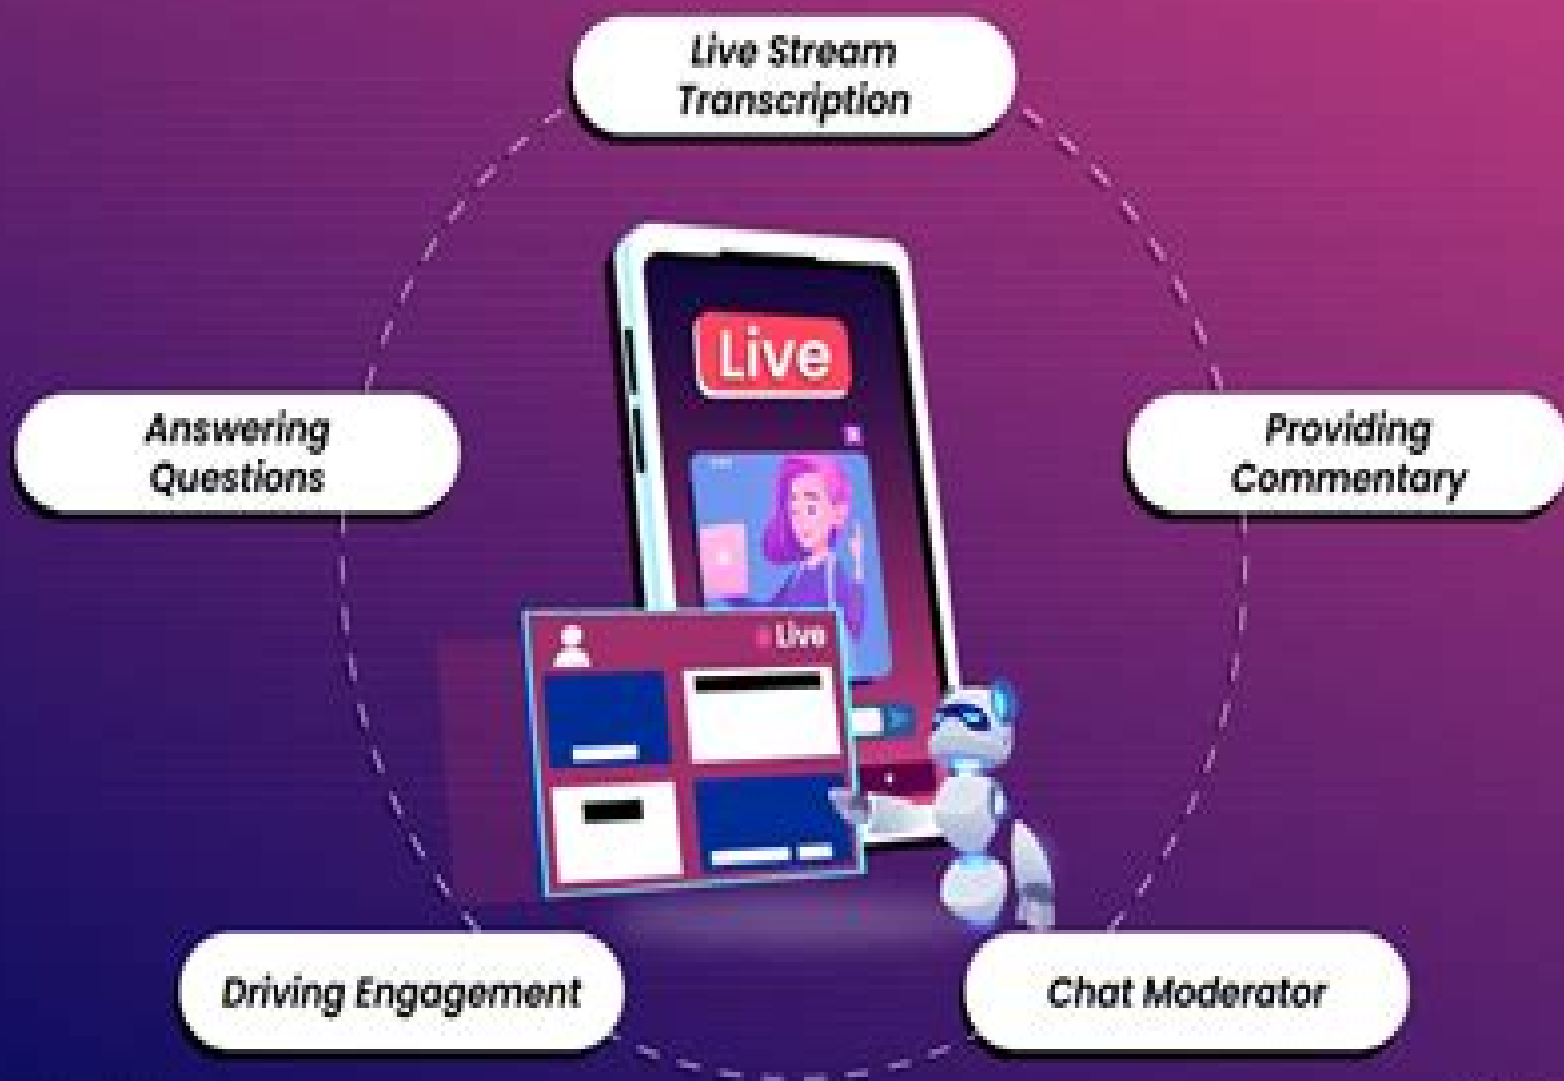 Live Stream
Transcription
Live
Answering
Questions
Providing
Commentary
Live
Driving Engagement
Chat Moderator